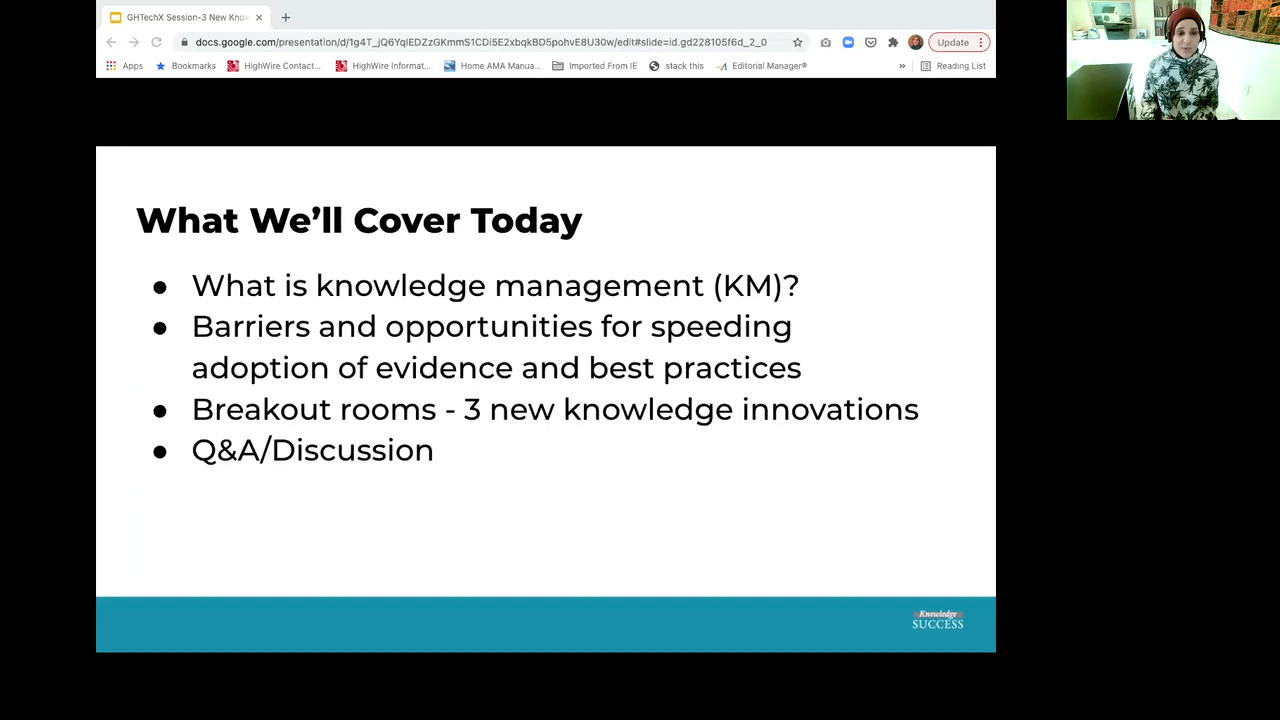 GHTechX Session-3 New Know
docs.google.com/presentation/d/1g4T_jQ6YqlEDZzGKmmS1CDi5E2xbqkBD5pohvE8U30w/edit#slide=id.gd228105f6d_2_0
Update
Apps
Bookmarks
HighWire Contact...
HighWire Informat...
Home AMA Manua...
Imported From IE
stack this
Editorial Manager®
»
Reading List
What We’ll Cover Today
● What is knowledge management (KM)?
● Barriers and opportunities for speeding
adoption of evidence and best practices
● Breakout rooms - 3 new knowledge innovations
● Q&A/Discussion
Knowledge
SUCCESS